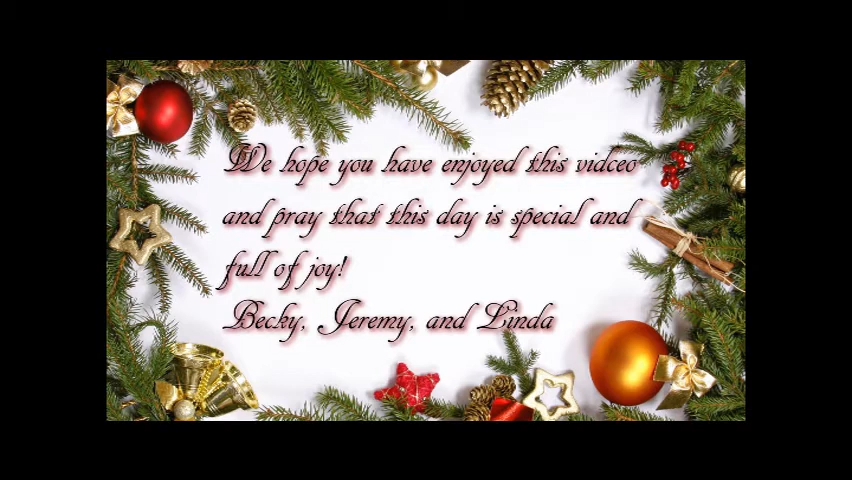 We hope you have enjoyed this vidceo
and pray that this day is special and
full of joy!
Becky, Jeremy, and Linda